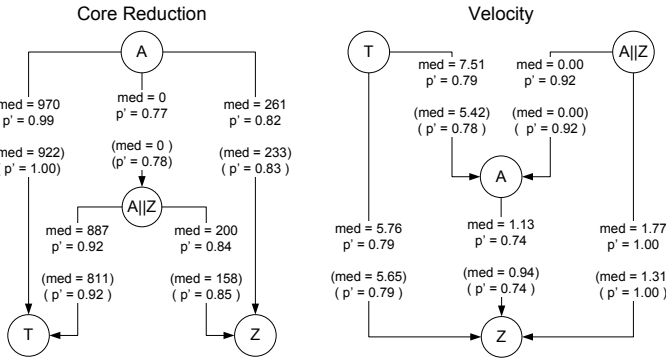 Core Reduction
A
med = 970
p' = 0.99
med = 0
p' = 0.77
med = 261
p' = 0.82
med = 922)
p' = 1.00)
(med = 0 )
(p' = 0.78)
(med = 233)
( p' = 0.83 )
A||Z
med = 887
p' = 0.92
med = 200
p' = 0.84
(med = 811)
( p' = 0.92 )
(med = 158)
( p' = 0.85 )
T
Z
Velocity
T
A||Z
med = 7.51
p' = 0.79
med = 0.00
p' = 0.92
(med = 5.42)
( p' = 0.78 )
(med = 0.00)
( p' = 0.92 )
A
med = 5.76
p' = 0.79
med = 1.13
p' = 0.74
med = 1.77
p' = 1.00
(med = 5.65)
( p' = 0.79 )
(med = 0.94)
( p' = 0.74 )
(med = 1.31
( p' = 1.00 )
Z